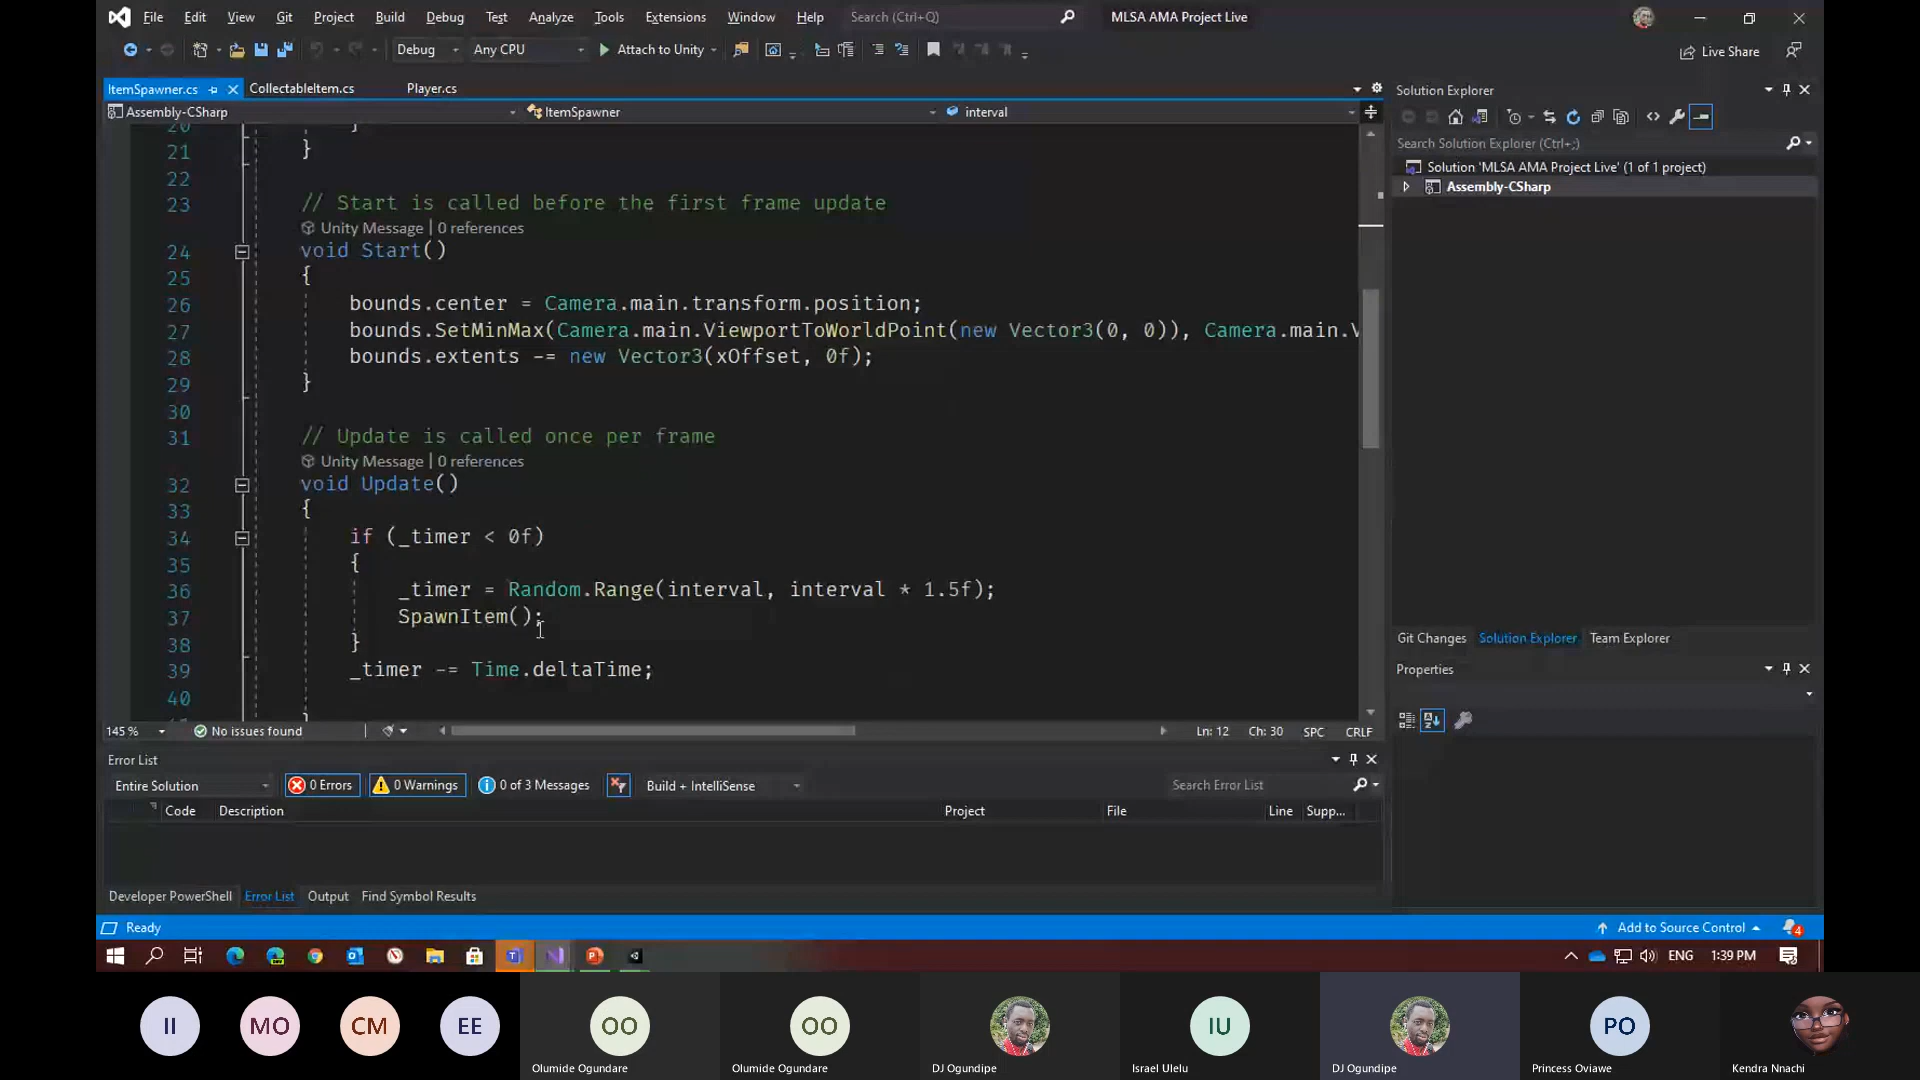 File Edit View Git Project Build Debug Test Analyze Tools Extensions Window Help Search (Ctrl+Q) MLSA AMA Project Live
Debug Any CPU Attach to Unity Live Share
ItemSpawner.cs CollectableItem.cs Player.cs
Assembly-CSharp ItemSpawner interval
20 }
21 }
22
23 // Start is called before the first frame update
Unity Message | 0 references
24 void Start()
25 {
26 bounds.center = Camera.main.transform.position;
27 bounds.SetMinMax(Camera.main.ViewportToWorldPoint(new Vector3(0, 0)), Camera.main.V
28 bounds.extents -= new Vector3(xOffset, 0f);
29 }
30
31 // Update is called once per frame
Unity Message | 0 references
32 void Update()
33 {
34 if (_timer < 0f)
35 {
36 _timer = Random.Range(interval, interval * 1.5f);
37 SpawnItem();
38 }
39 _timer -= Time.deltaTime;
40
145 % No issues found Ln: 12 Ch: 30 SPC CRLF
Error List
Entire Solution 0 Errors 0 Warnings 0 of 3 Messages Build + IntelliSense Search Error List
Code Description Project File Line Supp...
Developer PowerShell Error List Output Find Symbol Results
Solution Explorer
Search Solution Explorer (Ctrl+;)
Solution 'MLSA AMA Project Live' (1 of 1 project)
Assembly-CSharp
Git Changes Solution Explorer Team Explorer
Properties
Ready Add to Source Control 4
ENG 1:39 PM
II MO CM EE OO OO IU PO
Olumide Ogundare Olumide Ogundare DJ Ogundipe Israel Ulelu DJ Ogundipe Princess Oviawe Kendra Nnachi